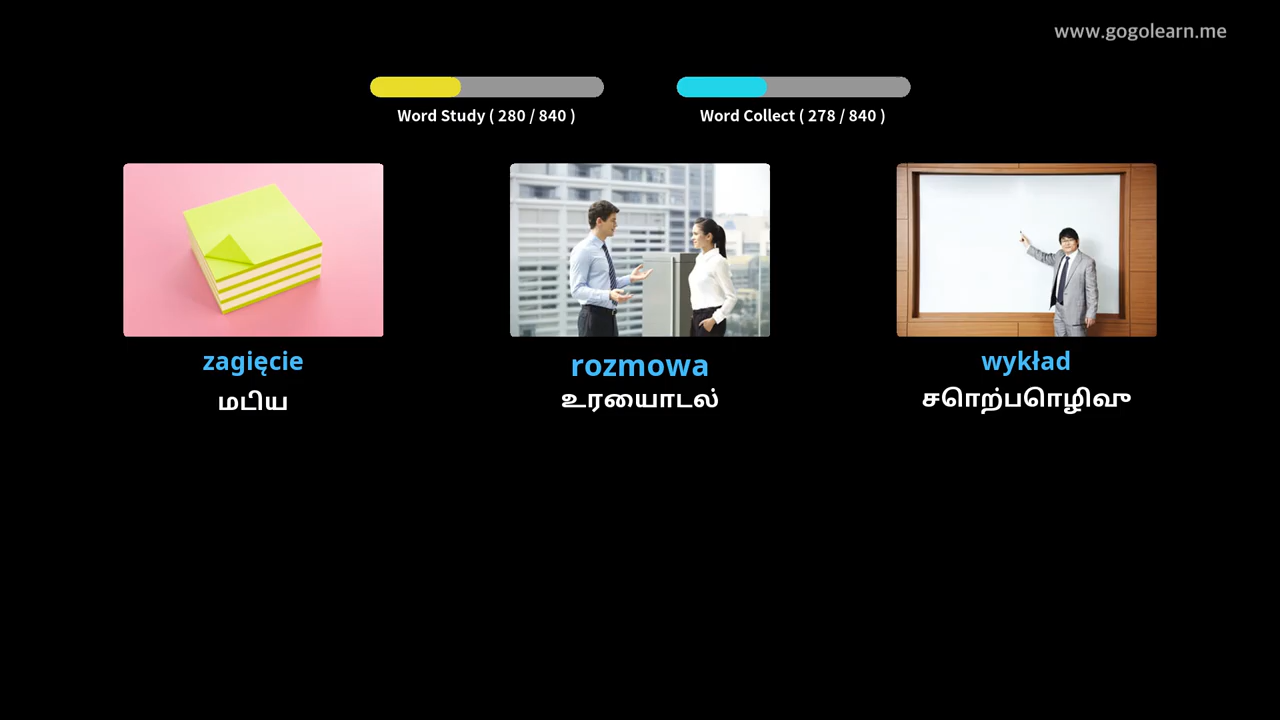 www.gogolearn.me
Word Study ( 280 / 840 )
Word Collect ( 278 / 840 )
zagięcie
rozmowa
wykład
மடிய
உரையாடல்
சொற்பொழிவு